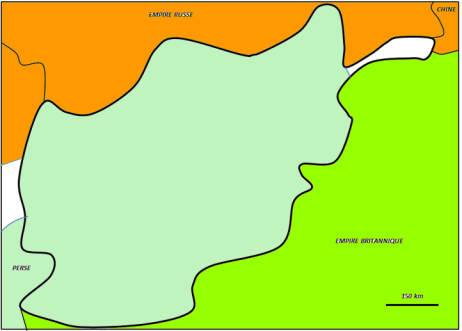 CHINE
EMPIRE RUSSE
EMPIRE BRITANNIQUE
PERSE
150 km